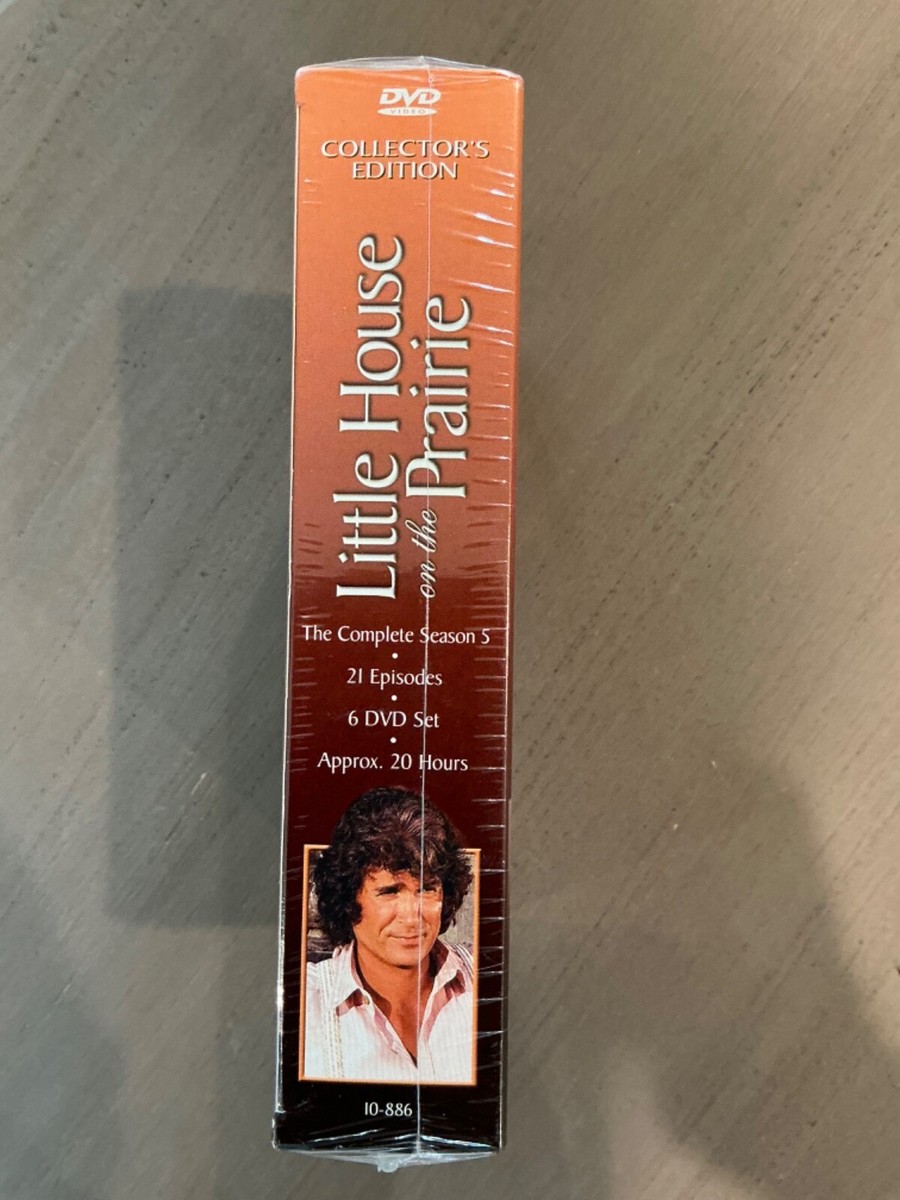 DVD
VIDEO
COLLECTOR'S
EDITION
Little House
on the Prairie
The Complete Season 5
•
21 Episodes
•
6 DVD Set
•
Approx. 20 Hours
10-886